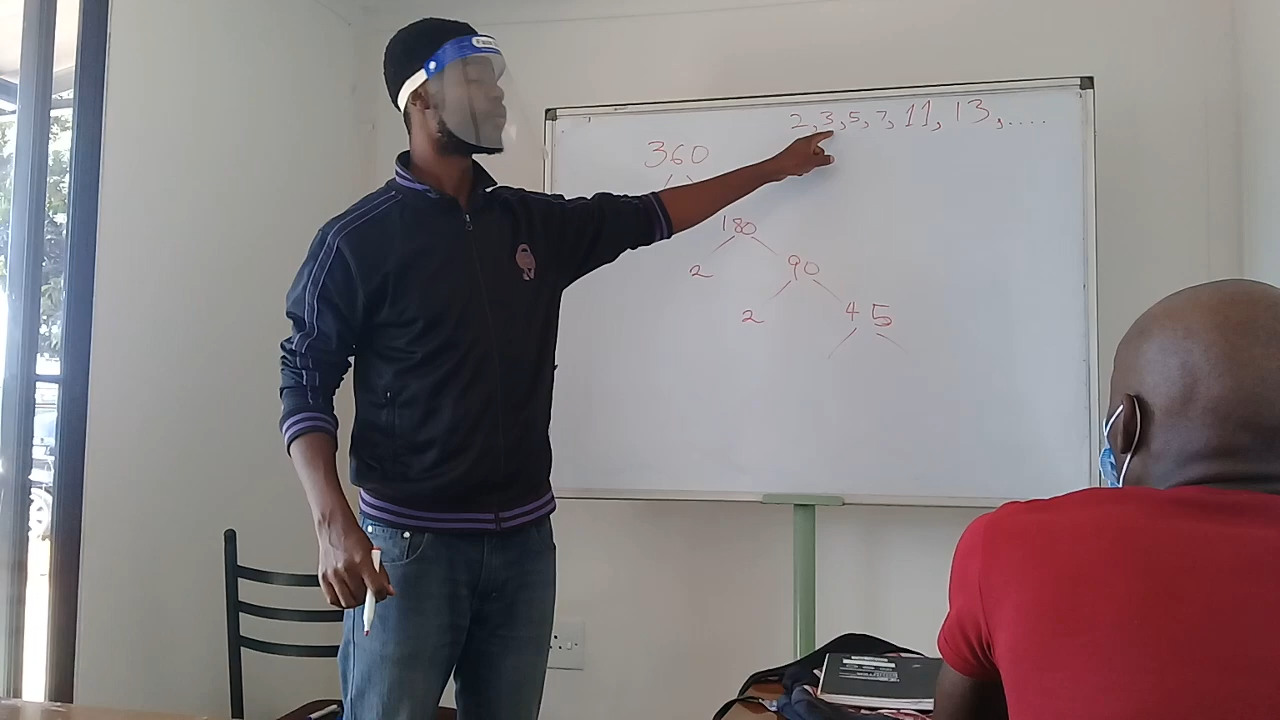 2, 3, 5, 7, 11, 13, ....
360
180
2 90
2 45